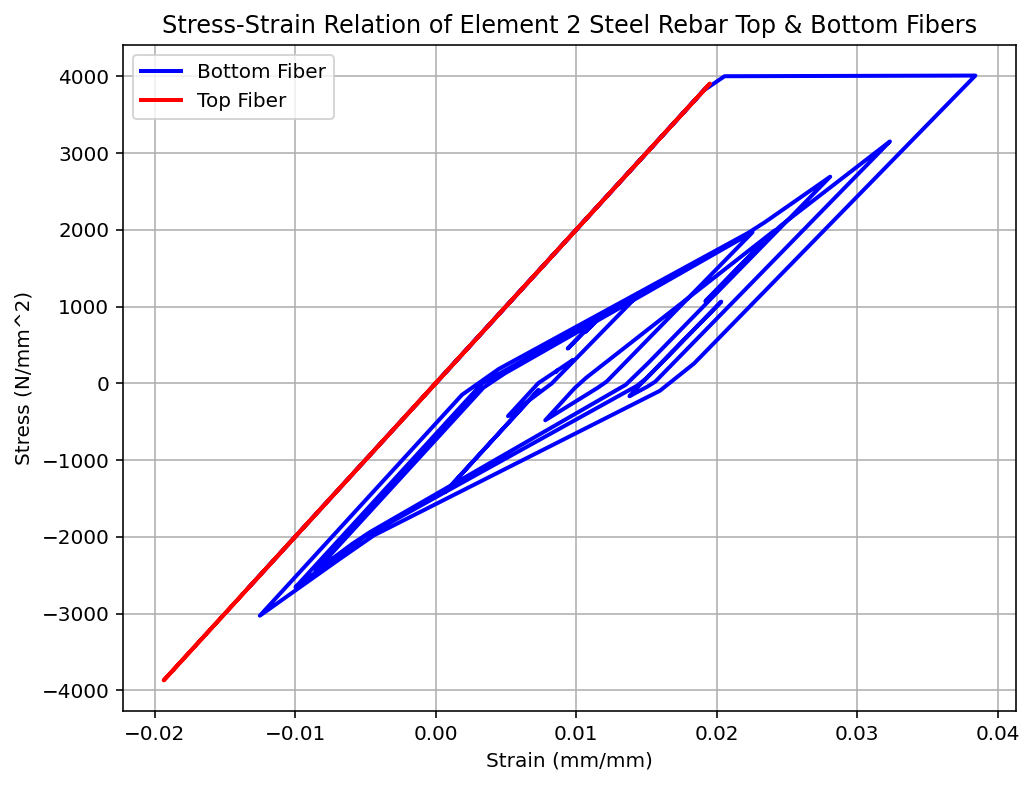 Stress-Strain Relation of Element 2 Steel Rebar Top & Bottom Fibers
Bottom Fiber
Top Fiber
4000
3000
2000
1000
0
−1000
−2000
−3000
−4000
Stress (N/mm^2)
−0.02 −0.01 0.00 0.01 0.02 0.03 0.04
Strain (mm/mm)